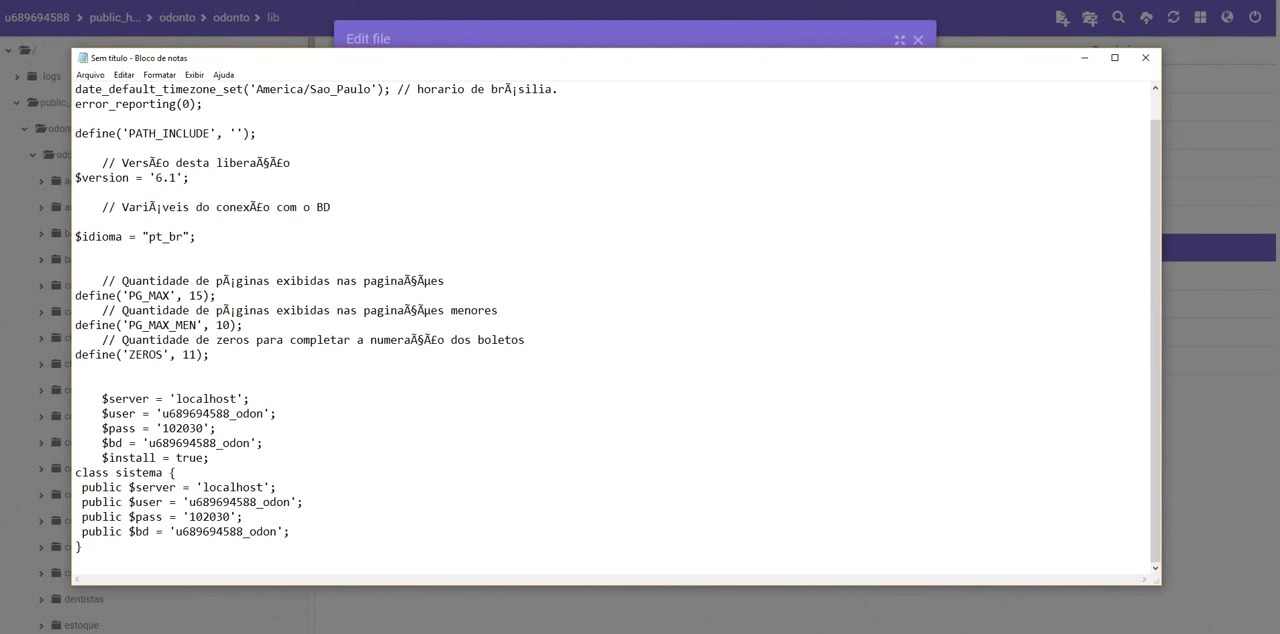 u689694588 > public_h... > odonto > odonto > lib
Edit file
Sem título - Bloco de notas
Arquivo Editar Formatar Exibir Ajuda
date_default_timezone_set('America/Sao_Paulo'); // horario de brÃ¡silia.
error_reporting(0);
define('PATH_INCLUDE', '');
// VersÃ£o desta liberaÃ§Ã£o
$version = '6.1';
// VariÃ¡veis do conexÃ£o com o BD
$idioma = "pt_br";
// Quantidade de pÃ¡ginas exibidas nas paginaÃ§Ãµes
define('PG_MAX', 15);
// Quantidade de pÃ¡ginas exibidas nas paginaÃ§Ãµes menores
define('PG_MAX_MEN', 10);
// Quantidade de zeros para completar a numeraÃ§Ã£o dos boletos
define('ZEROS', 11);
$server = 'localhost';
$user = 'u689694588_odon';
$pass = '102030';
$bd = 'u689694588_odon';
$install = true;
class sistema {
public $server = 'localhost';
public $user = 'u689694588_odon';
public $pass = '102030';
public $bd = 'u689694588_odon';
}
/
.logs
public_
odon
odo
dentistas
estoque